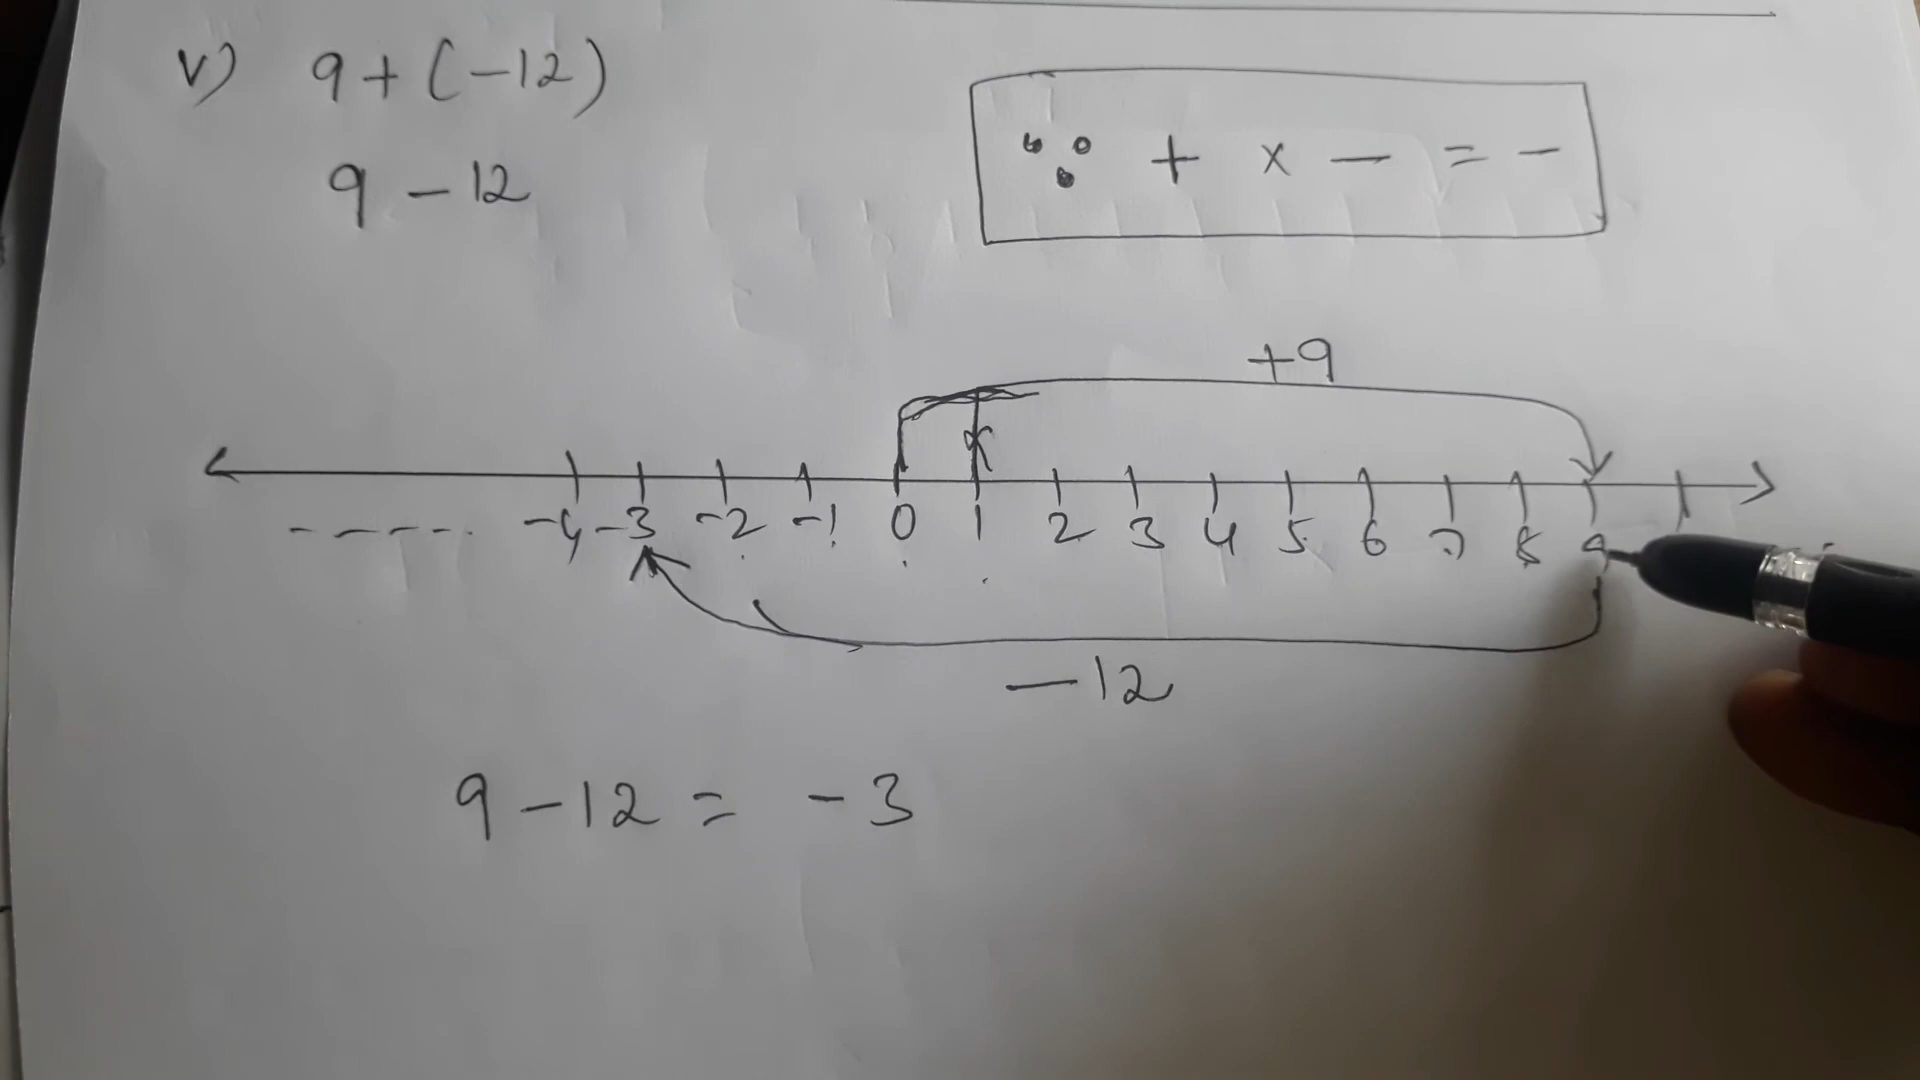 v) 9 + (-12)
∵ + × - = -
9 - 12
+9
- - - - - -4 -3 -2 -1 0 1 2 3 4 5 6 7 8 9
-12
9 - 12 = -3